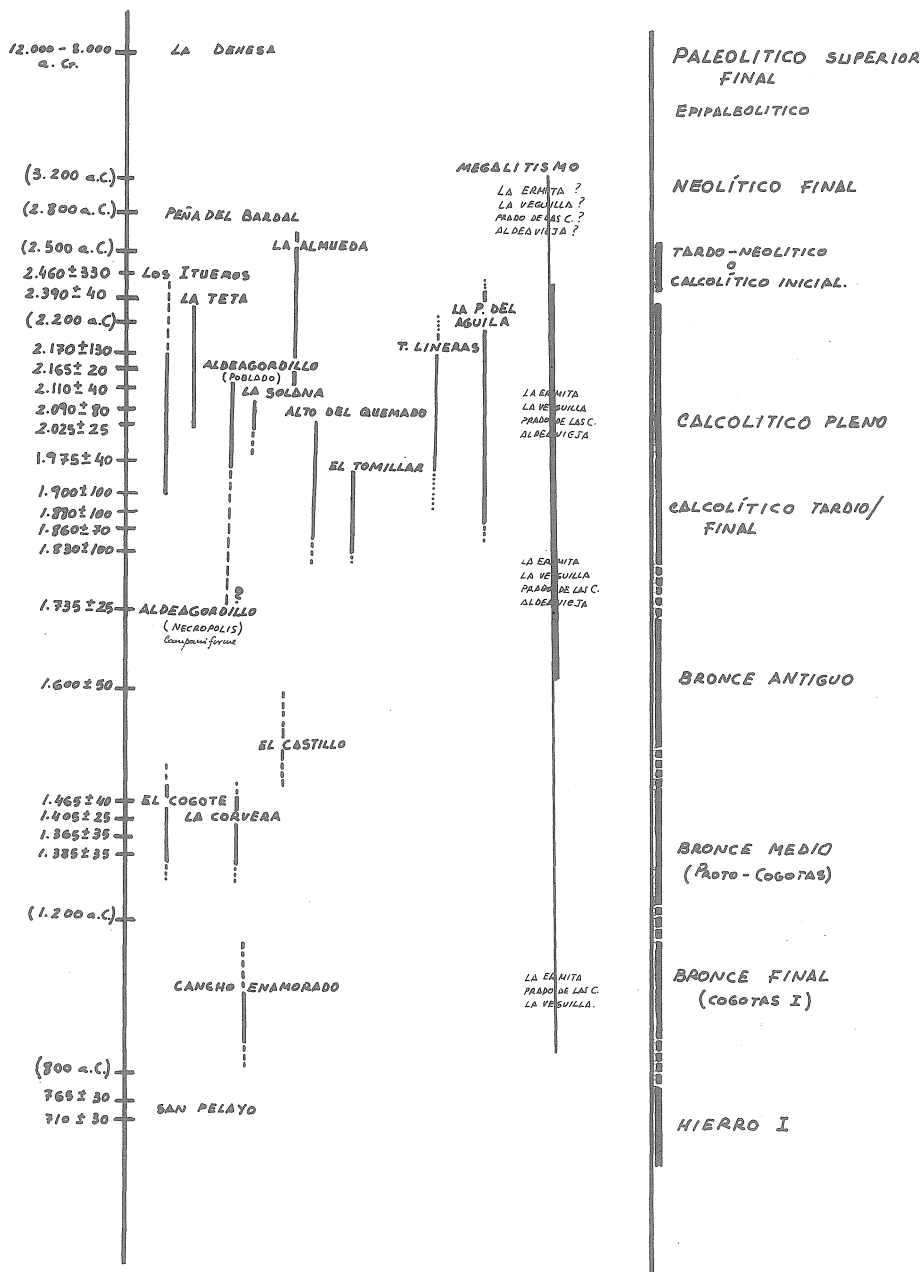 12.000 - 8.000
a. Cr.
LA DEHESA
PALEOLITICO SUPERIOR
FINAL
EPIPALEOLITICO
(3.200 a.C.)
MEGALITISMO
NEOLÍTICO FINAL
LA ERMITA ?
LA VEGUILLA ?
PRADO DE LAS C. ?
ALDEAVIEJA ?
(2.800 a.C.)
PEÑA DEL BARDAL
(2.500 a.C.)
LA ALMUEDA
TARDO-NEOLITICO
O
CALCOLÍTICO INICIAL.
2.460 ± 330
LOS ITUEROS
2.390 ± 40
LA TETA
(2.200 a.C)
LA P. DEL
AGUILA
2.170 ± 130
T. LINERAS
2.165 ± 20
ALDEAGORDILLO
(POBLADO)
2.110 ± 40
LA SOLANA
2.090 ± 80
ALTO DEL QUEMADO
LA ERMITA
LA VEGUILLA
PRADO DE LAS C.
ALDEAVIEJA
CALCOLITICO PLENO
2.025 ± 25
1.975 ± 40
EL TOMILLAR
1.900 ± 100
1.880 ± 100
CALCOLÍTICO TARDIO/
FINAL
1.860 ± 70
1.830 ± 100
LA ERMITA
LA VEGUILLA
PRADO DE LAS C.
ALDEAVIEJA
?
1.735 ± 25
ALDEAGORDILLO
(NECROPOLIS)
Campaniforme
1.600 ± 50
BRONCE ANTIGUO
EL CASTILLO
1.465 ± 40
EL COGOTE
1.405 ± 25
LA CORVERA
1.365 ± 35
1.385 ± 35
BRONCE MEDIO
(PROTO - COGOTAS)
(1.200 a.C.)
CANCHO ENAMORADO
LA ERMITA
PRADO DE LAS C.
LA VEGUILLA.
BRONCE FINAL
(COGOTAS I)
(800 a.C.)
765 ± 30
SAN PELAYO
710 ± 30
HIERRO I